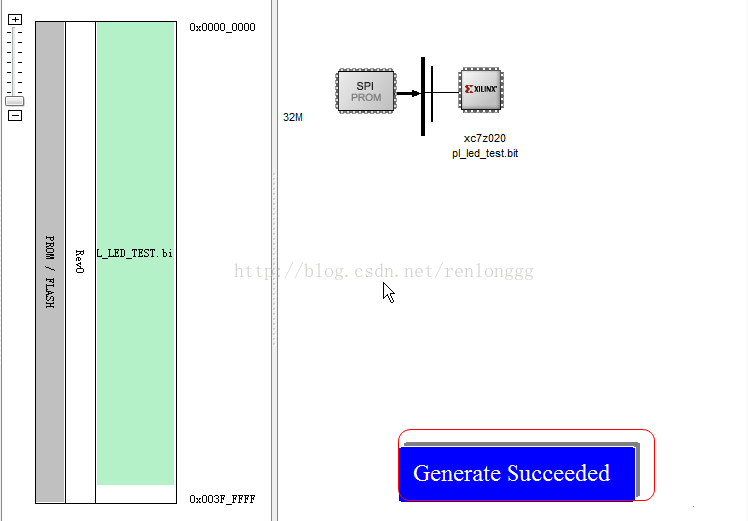 0x0000_0000
PROM / FLASH
Rev0
L_LED_TEST.bi
0x003F_FFFF
32M
SPI
PROM
XILINX
xc7z020
pl_led_test.bit
http://blog.csdn.net/renlonggg
Generate Succeeded